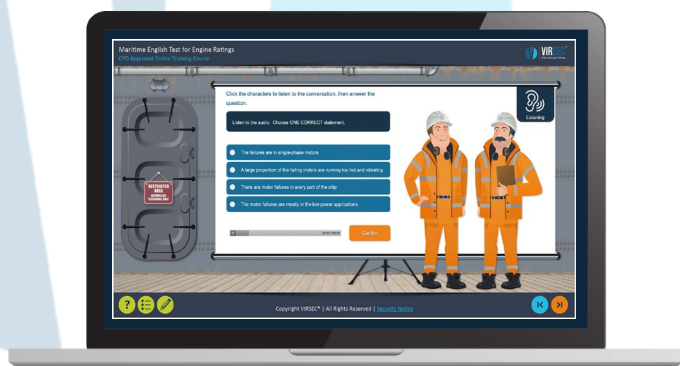 Maritime English Test for Engine Ratings
CPD Approved Online Training Course
VIRSEC®
Click the characters to listen to the conversation, then answer the
question.
Listening
Listen to the audio. Choose ONE CORRECT statement.
The failures are in single-phase motors
A large proportion of the failing motors are running too hot and vibrating
There are motor failures in every part of the ship
The motor failures are mostly in the low power applications
Confirm
RESTRICTED
AREA
AUTHORIZED
PERSONNEL ONLY
?
Copyright VIRSEC® | All Rights Reserved | Security Notice